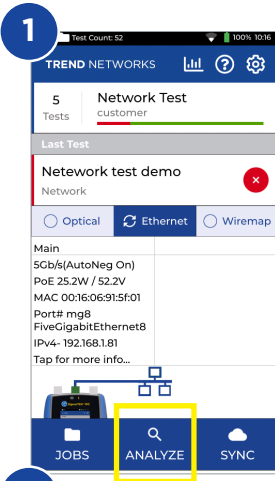 1
Test Count: 52
100% 10:16
TREND NETWORKS
5
Tests
Network Test
customer
Last Test
Netework test demo
Network
Optical
Ethernet
Wiremap
Main
5Gb/s(AutoNeg On)
PoE 25.2W / 52.2V
MAC 00:16:06:91:5f:01
Port# mg8
FiveGigabitEthernet8
IPv4- 192.168.1.81
Tap for more info...
JOBS
ANALYZE
SYNC